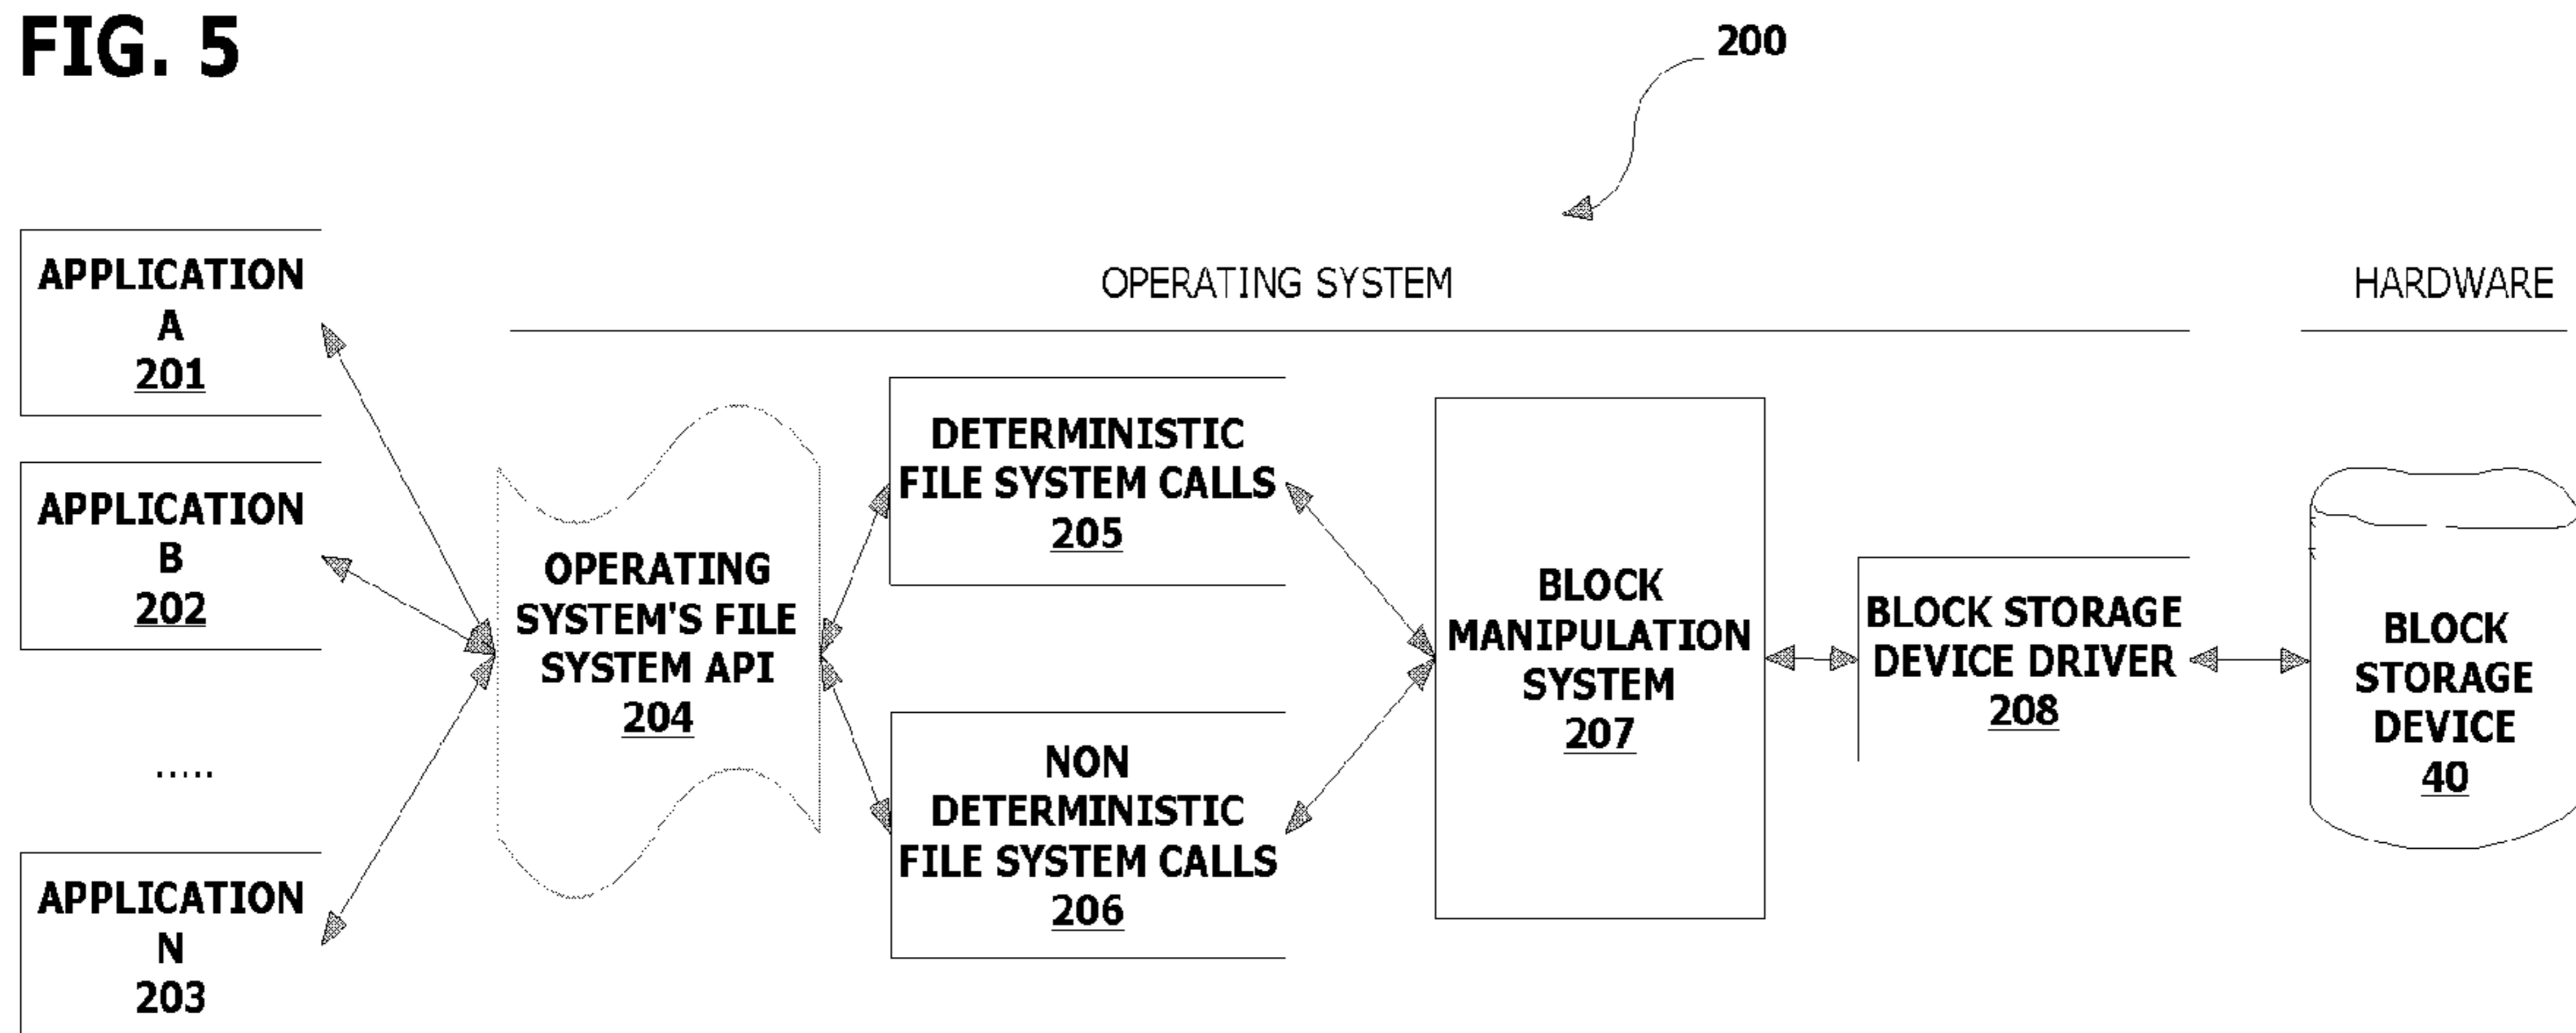 FIG. 5
200
OPERATING SYSTEM
HARDWARE
APPLICATION
A
201
APPLICATION
B
202
.....
APPLICATION
N
203
OPERATING
SYSTEM'S FILE
SYSTEM API
204
DETERMINISTIC
FILE SYSTEM CALLS
205
NON
DETERMINISTIC
FILE SYSTEM CALLS
206
BLOCK
MANIPULATION
SYSTEM
207
BLOCK STORAGE
DEVICE DRIVER
208
BLOCK
STORAGE
DEVICE
40